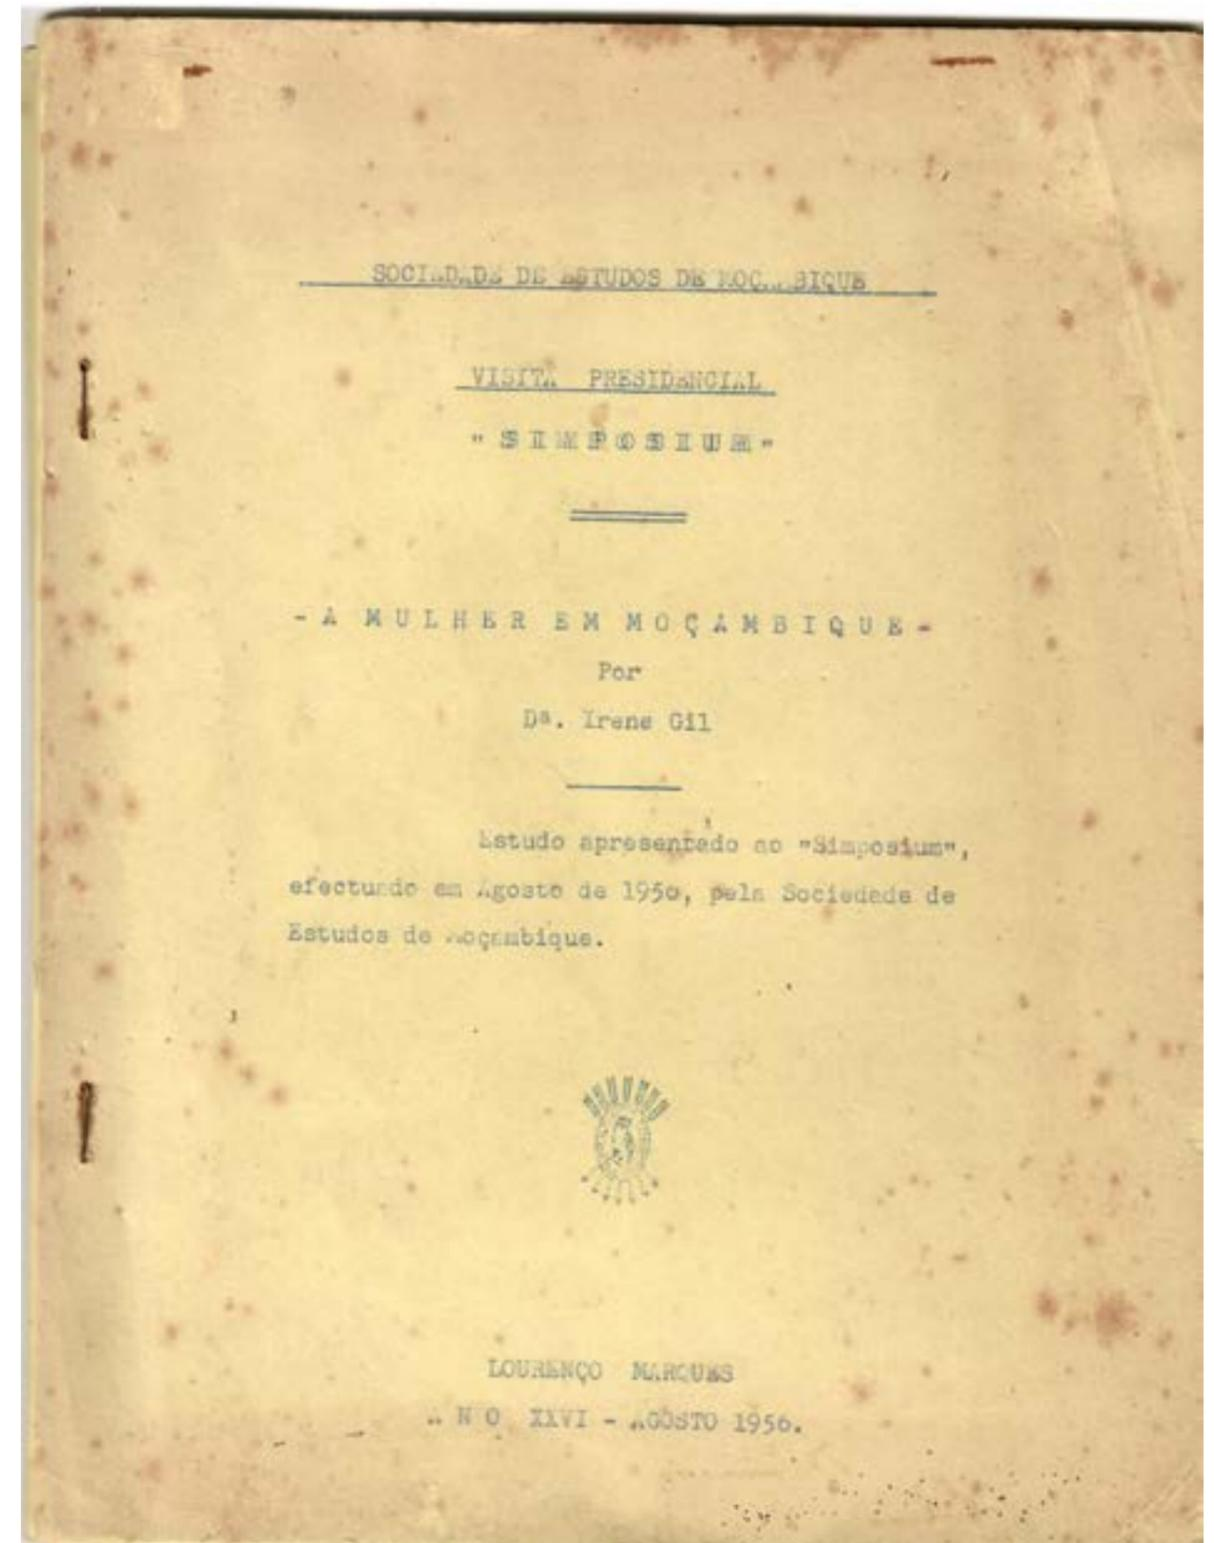 SOCIEDADE DE ESTUDOS DE MOÇAMBIQUE
VISITA PRESIDENCIAL
"SIMPOSIUM"
- A MULHER EM MOÇAMBIQUE -
Por
Dª. Irene Gil
Estudo apresentado ao "Simposium",
efectuado em Agosto de 1956, pela Sociedade de
Estudos de Moçambique.
LOURENÇO MARQUES
ANO XXVI - AGOSTO 1956.